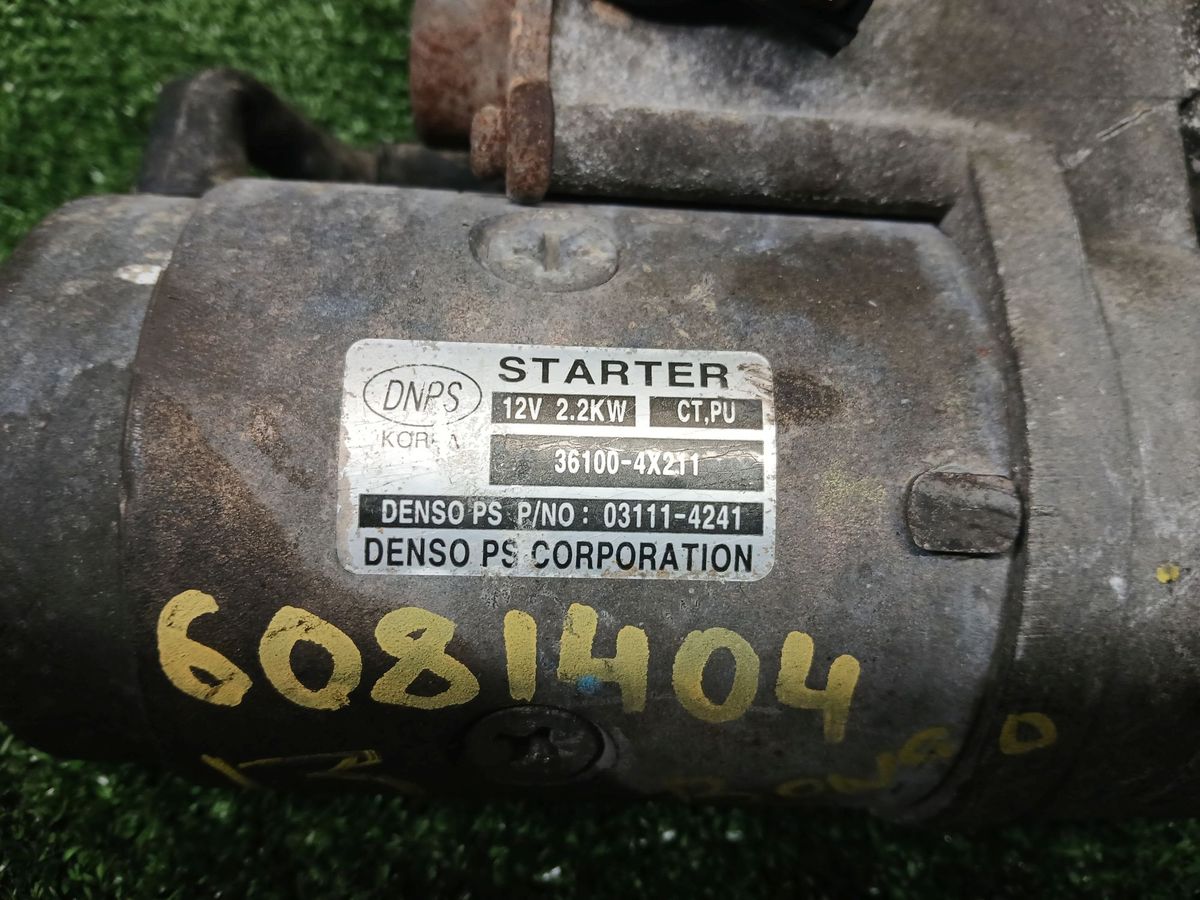 STARTER
DNPS
KOREA
12V 2.2KW CT,PU
36100-4X211
DENSO PS P/NO : 03111-4241
DENSO PS CORPORATION
6081404